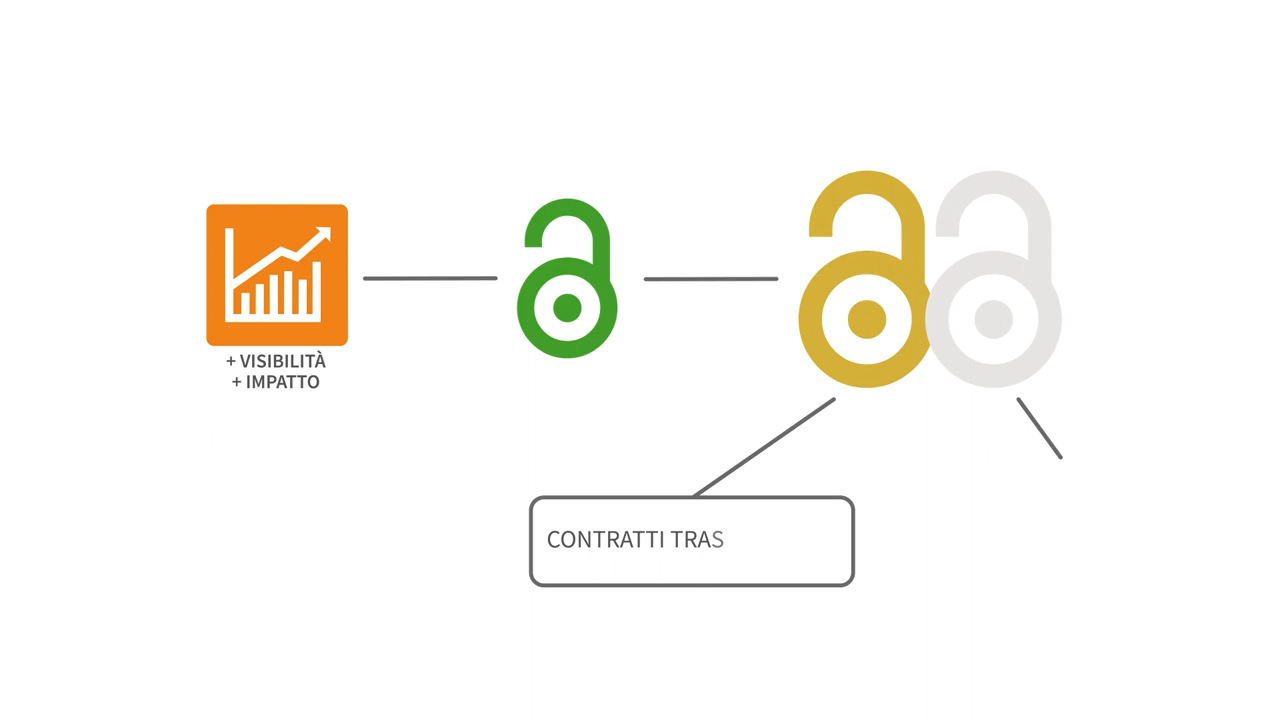 + VISIBILITÀ
+ IMPATTO
CONTRATTI TRAS